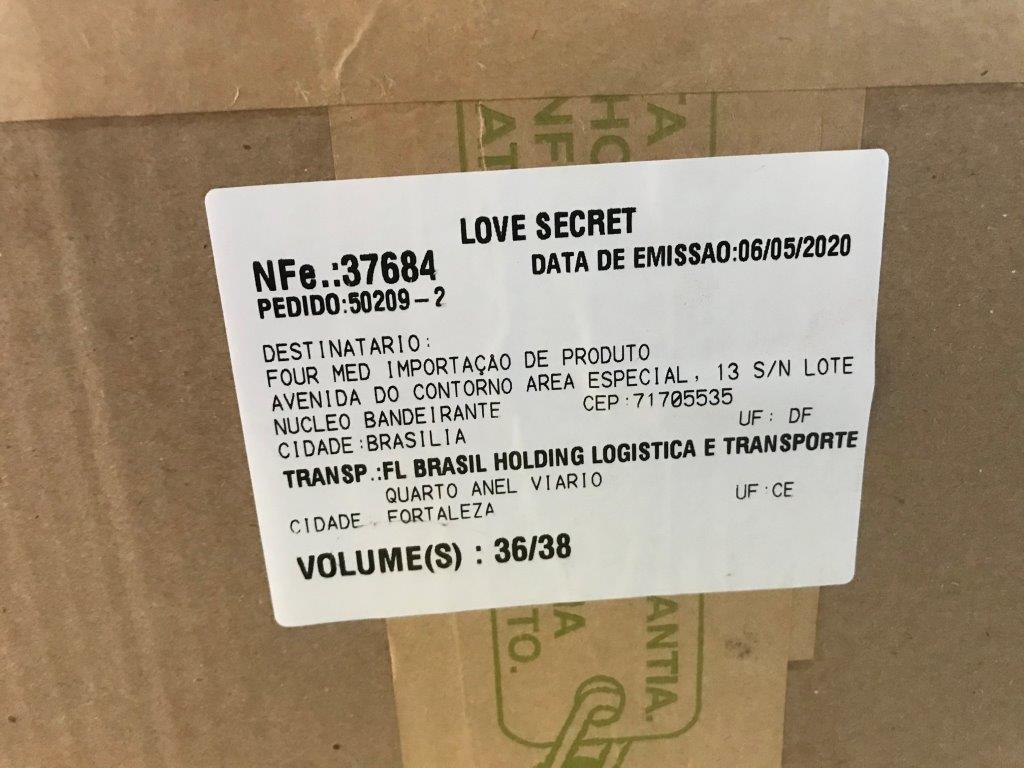 LOVE SECRET
NFe.:37684 DATA DE EMISSAO:06/05/2020
PEDIDO:50209-2
DESTINATARIO:
FOUR MED IMPORTAÇAO DE PRODUTO
AVENIDA DO CONTORNO AREA ESPECIAL, 13 S/N LOTE
NUCLEO BANDEIRANTE CEP:71705535
CIDADE:BRASILIA UF: DF
TRANSP.:FL BRASIL HOLDING LOGISTICA E TRANSPORTE
QUARTO ANEL VIARIO
CIDADE FORTALEZA UF:CE
VOLUME(S) : 36/38
ANTIA.
TO.